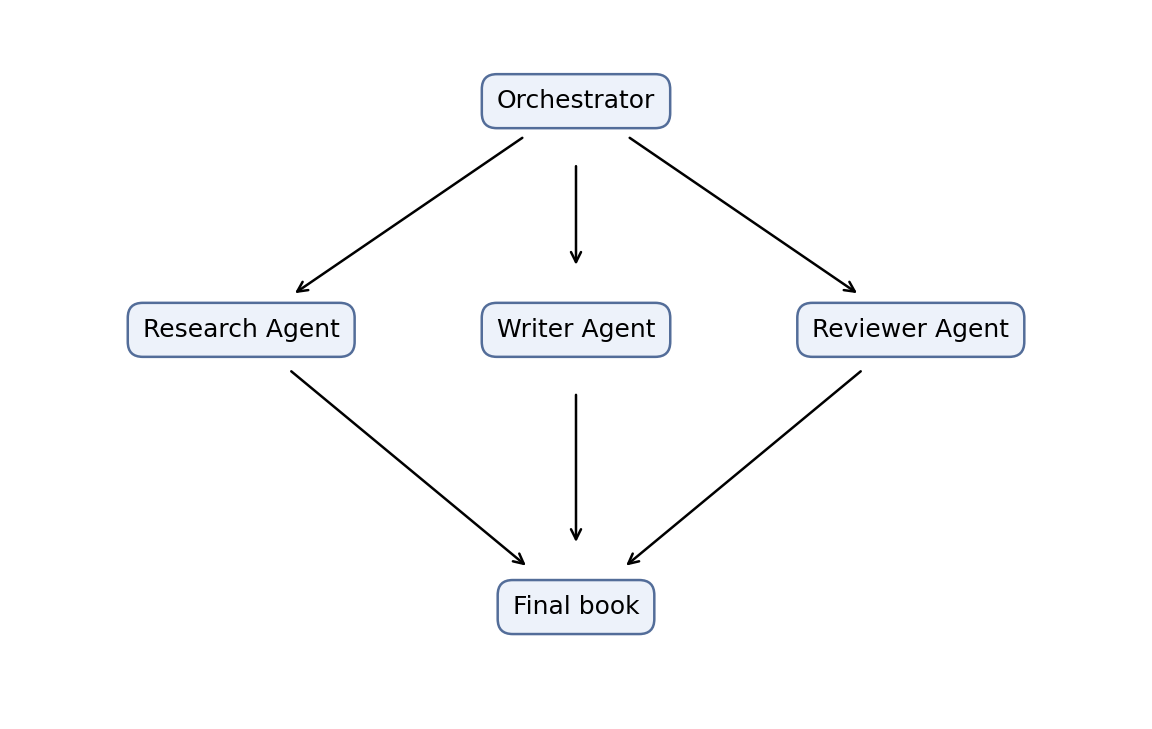 Orchestrator
Research Agent
Writer Agent
Reviewer Agent
Final book